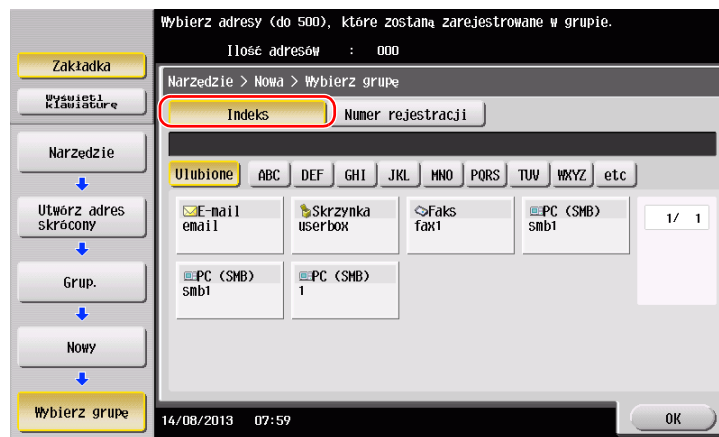 Wybierz adresy (do 500), które zostaną zarejestrowane w grupie.
Ilość adresów : 000
Zakładka
Wyświetl
klawiaturę
Narzędzie > Nowa > Wybierz grupę
Indeks Numer rejestracji
Narzędzie
Ulubione ABC DEF GHI JKL MNO PQRS TUV WXYZ etc
Utwórz adres
skrócony
E-mail
email
Skrzynka
userbox
Faks
fax1
PC (SMB)
smb1
1/ 1
Grup.
PC (SMB)
smb1
PC (SMB)
1
Nowy
Wybierz grupę
14/08/2013 07:59
OK